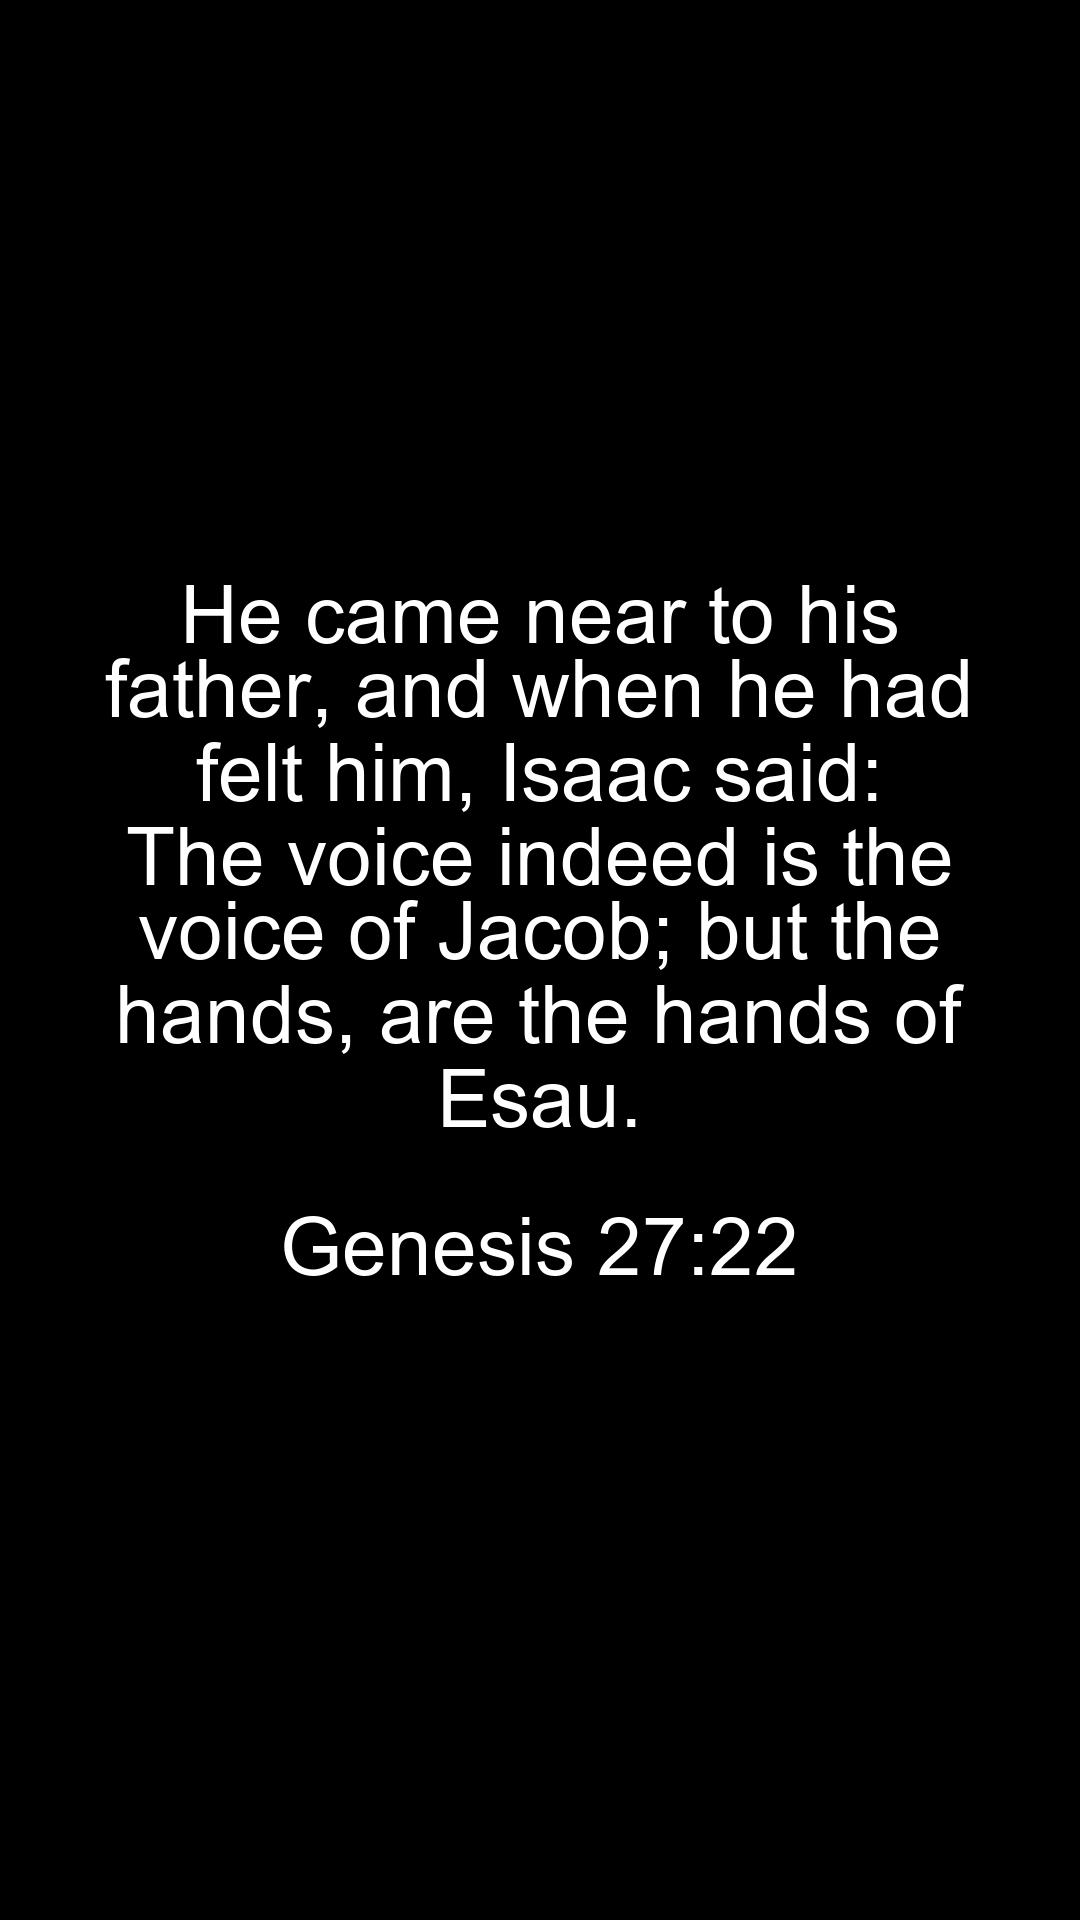 He came near to his
father, and when he had
felt him, Isaac said:
The voice indeed is the
voice of Jacob; but the
hands, are the hands of
Esau.
Genesis 27:22